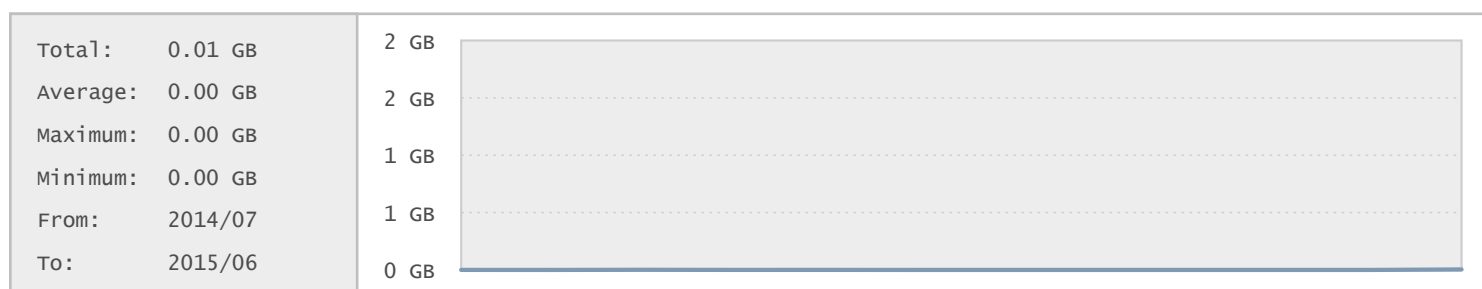 Total: 0.01 GB
Average: 0.00 GB
Maximum: 0.00 GB
Minimum: 0.00 GB
From: 2014/07
To: 2015/06
2 GB
2 GB
1 GB
1 GB
0 GB